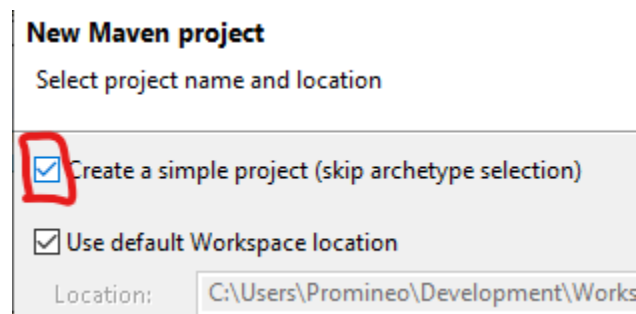 New Maven project
Select project name and location
Create a simple project (skip archetype selection)
Use default Workspace location
Location: C:\Users\Promineo\Development\Works